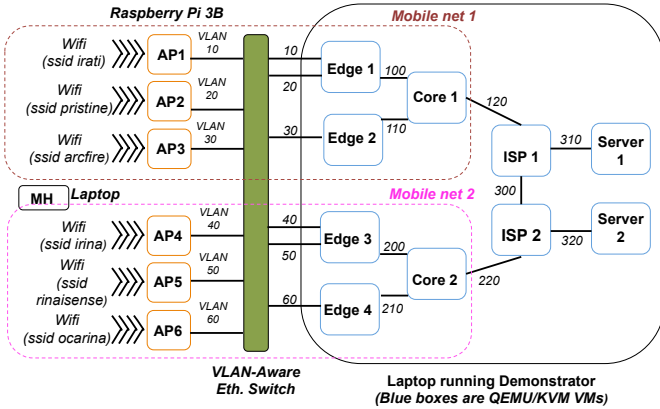 Raspberry Pi 3B
Mobile net 1
Wifi
(ssid irati)
AP1
VLAN
10
10
Edge 1
100
Core 1
Wifi
(ssid pristine)
AP2
VLAN
20
20
120
Wifi
(ssid arcfire)
AP3
VLAN
30
30
Edge 2
110
ISP 1
310
Server
1
300
MH
Laptop
Mobile net 2
Wifi
(ssid irina)
AP4
VLAN
40
40
Edge 3
200
ISP 2
320
Server
2
Wifi
(ssid
rinaisense)
AP5
VLAN
50
50
Core 2
220
Wifi
(ssid ocarina)
AP6
VLAN
60
60
Edge 4
210
VLAN-Aware
Eth. Switch
Laptop running Demonstrator
(Blue boxes are QEMU/KVM VMs)